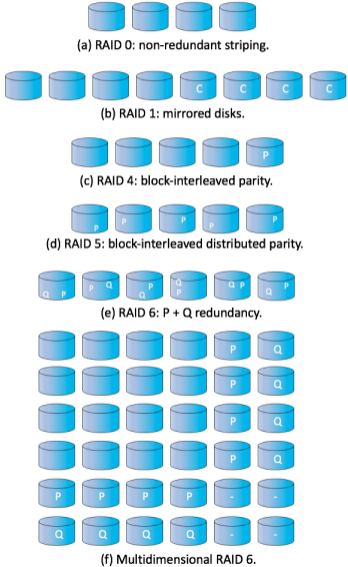 (a) RAID 0: non-redundant striping.
C C C C
(b) RAID 1: mirrored disks.
P
(c) RAID 4: block-interleaved parity.
P P P P P
(d) RAID 5: block-interleaved distributed parity.
Q P P Q P Q Q P Q P Q P
(e) RAID 6: P + Q redundancy.
P Q
P Q
P Q
P Q
P P P P - -
Q Q Q Q - -
(f) Multidimensional RAID 6.